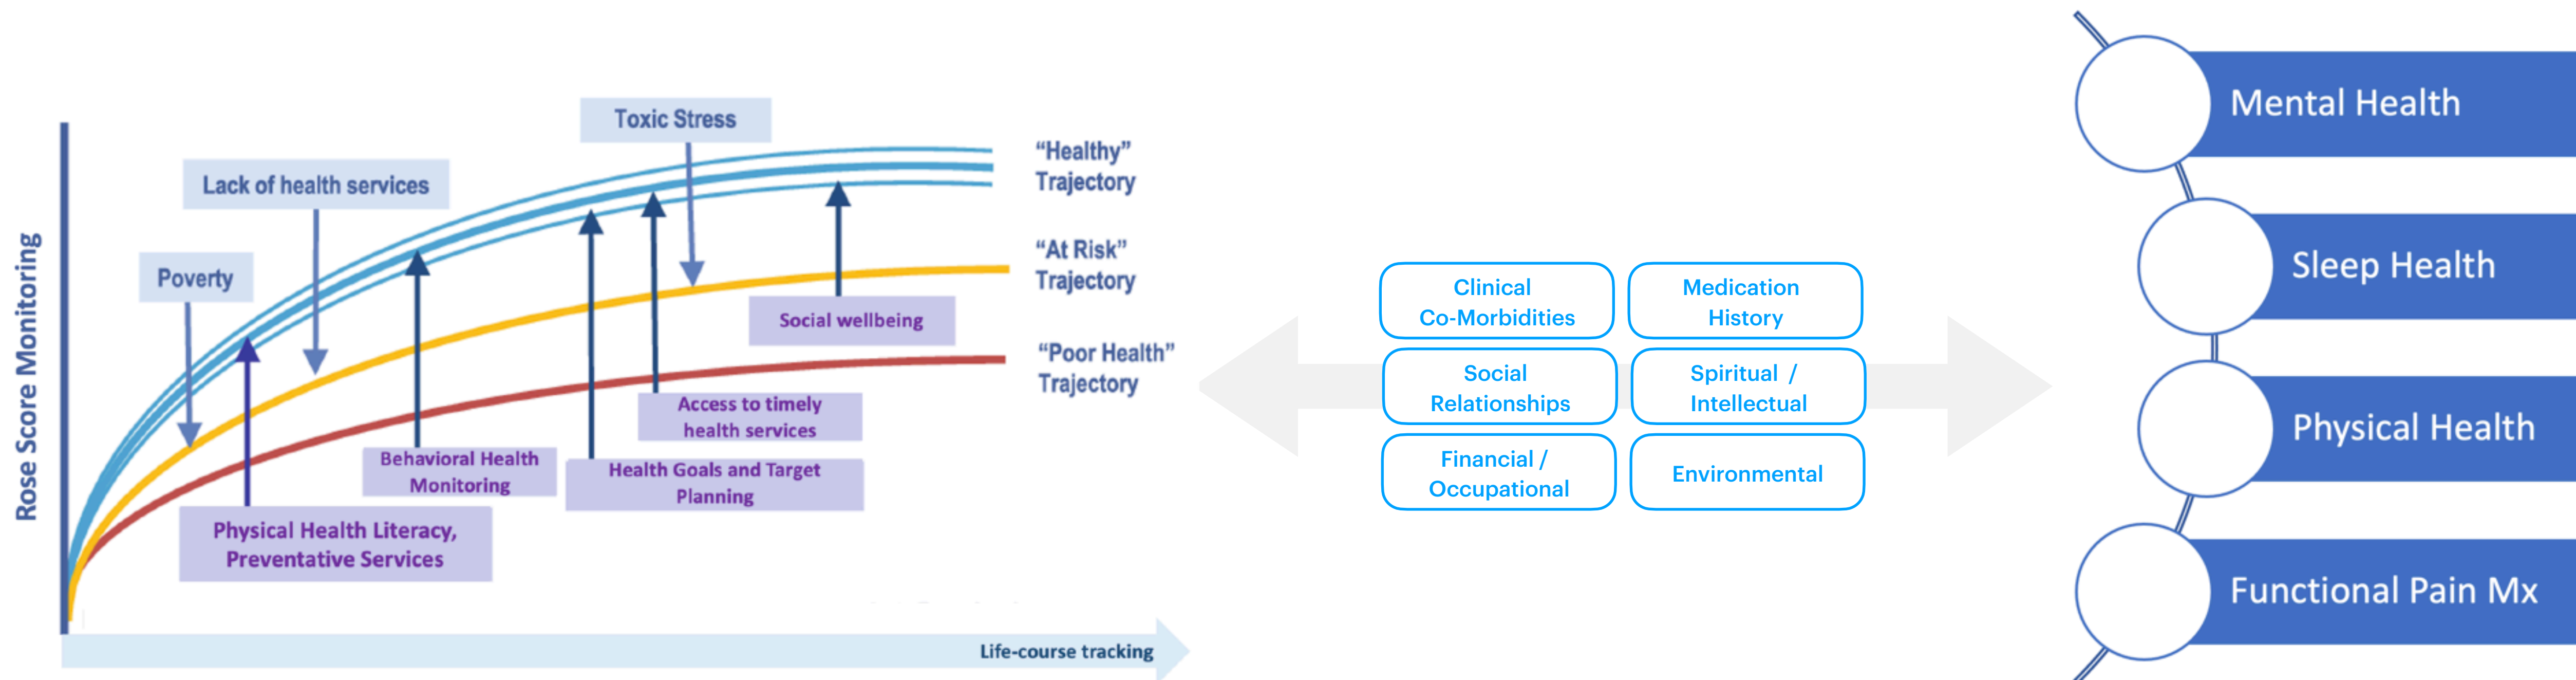 Rose Score Monitoring
Toxic Stress
Lack of health services
Poverty
“Healthy”
Trajectory
“At Risk”
Trajectory
“Poor Health”
Trajectory
Social wellbeing
Access to timely
health services
Behavioral Health
Monitoring
Health Goals and Target
Planning
Physical Health Literacy,
Preventative Services
Life-course tracking
Clinical
Co-Morbidities
Medication
History
Social
Relationships
Spiritual /
Intellectual
Financial /
Occupational
Environmental
Mental Health
Sleep Health
Physical Health
Functional Pain Mx